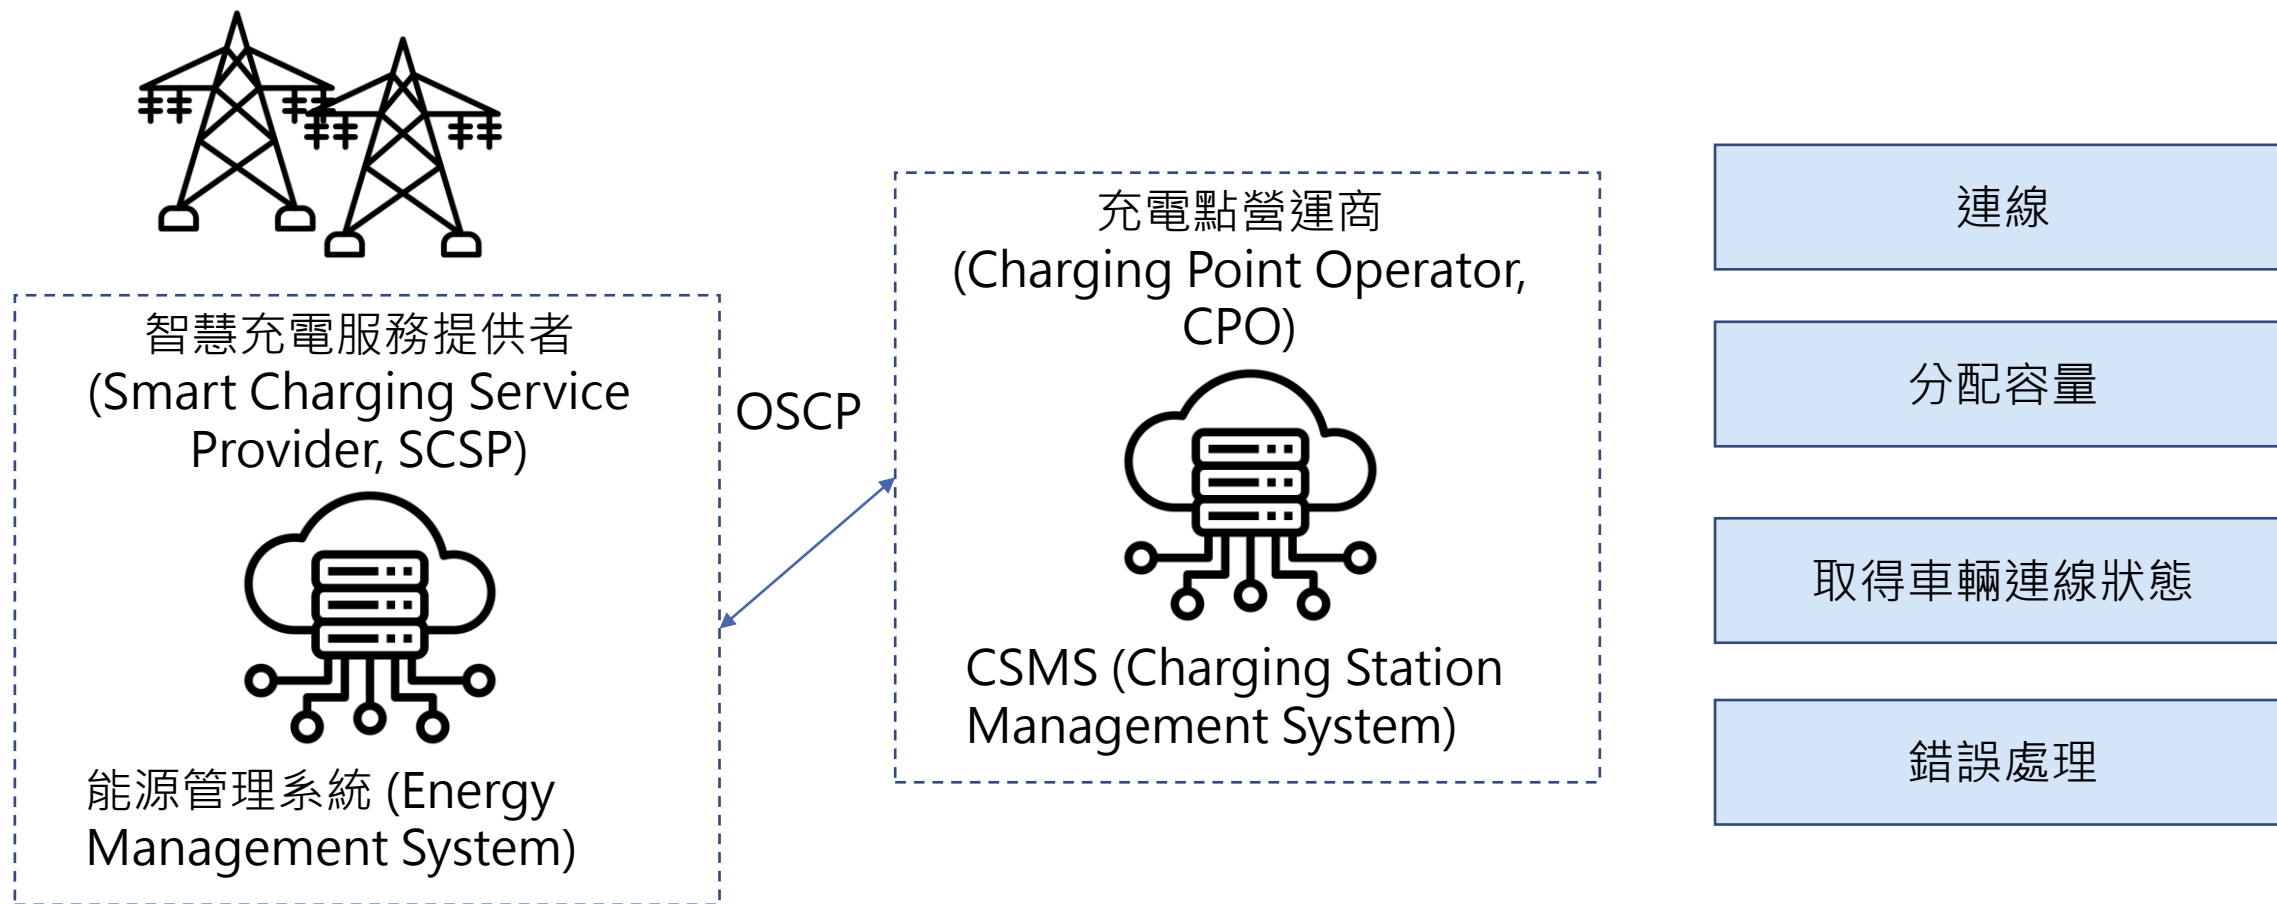 智慧充電服務提供者
(Smart Charging Service
Provider, SCSP)
能源管理系統 (Energy
Management System)
OSCP
充電點營運商
(Charging Point Operator,
CPO)
CSMS (Charging Station
Management System)
連線
分配容量
取得車輛連線狀態
錯誤處理